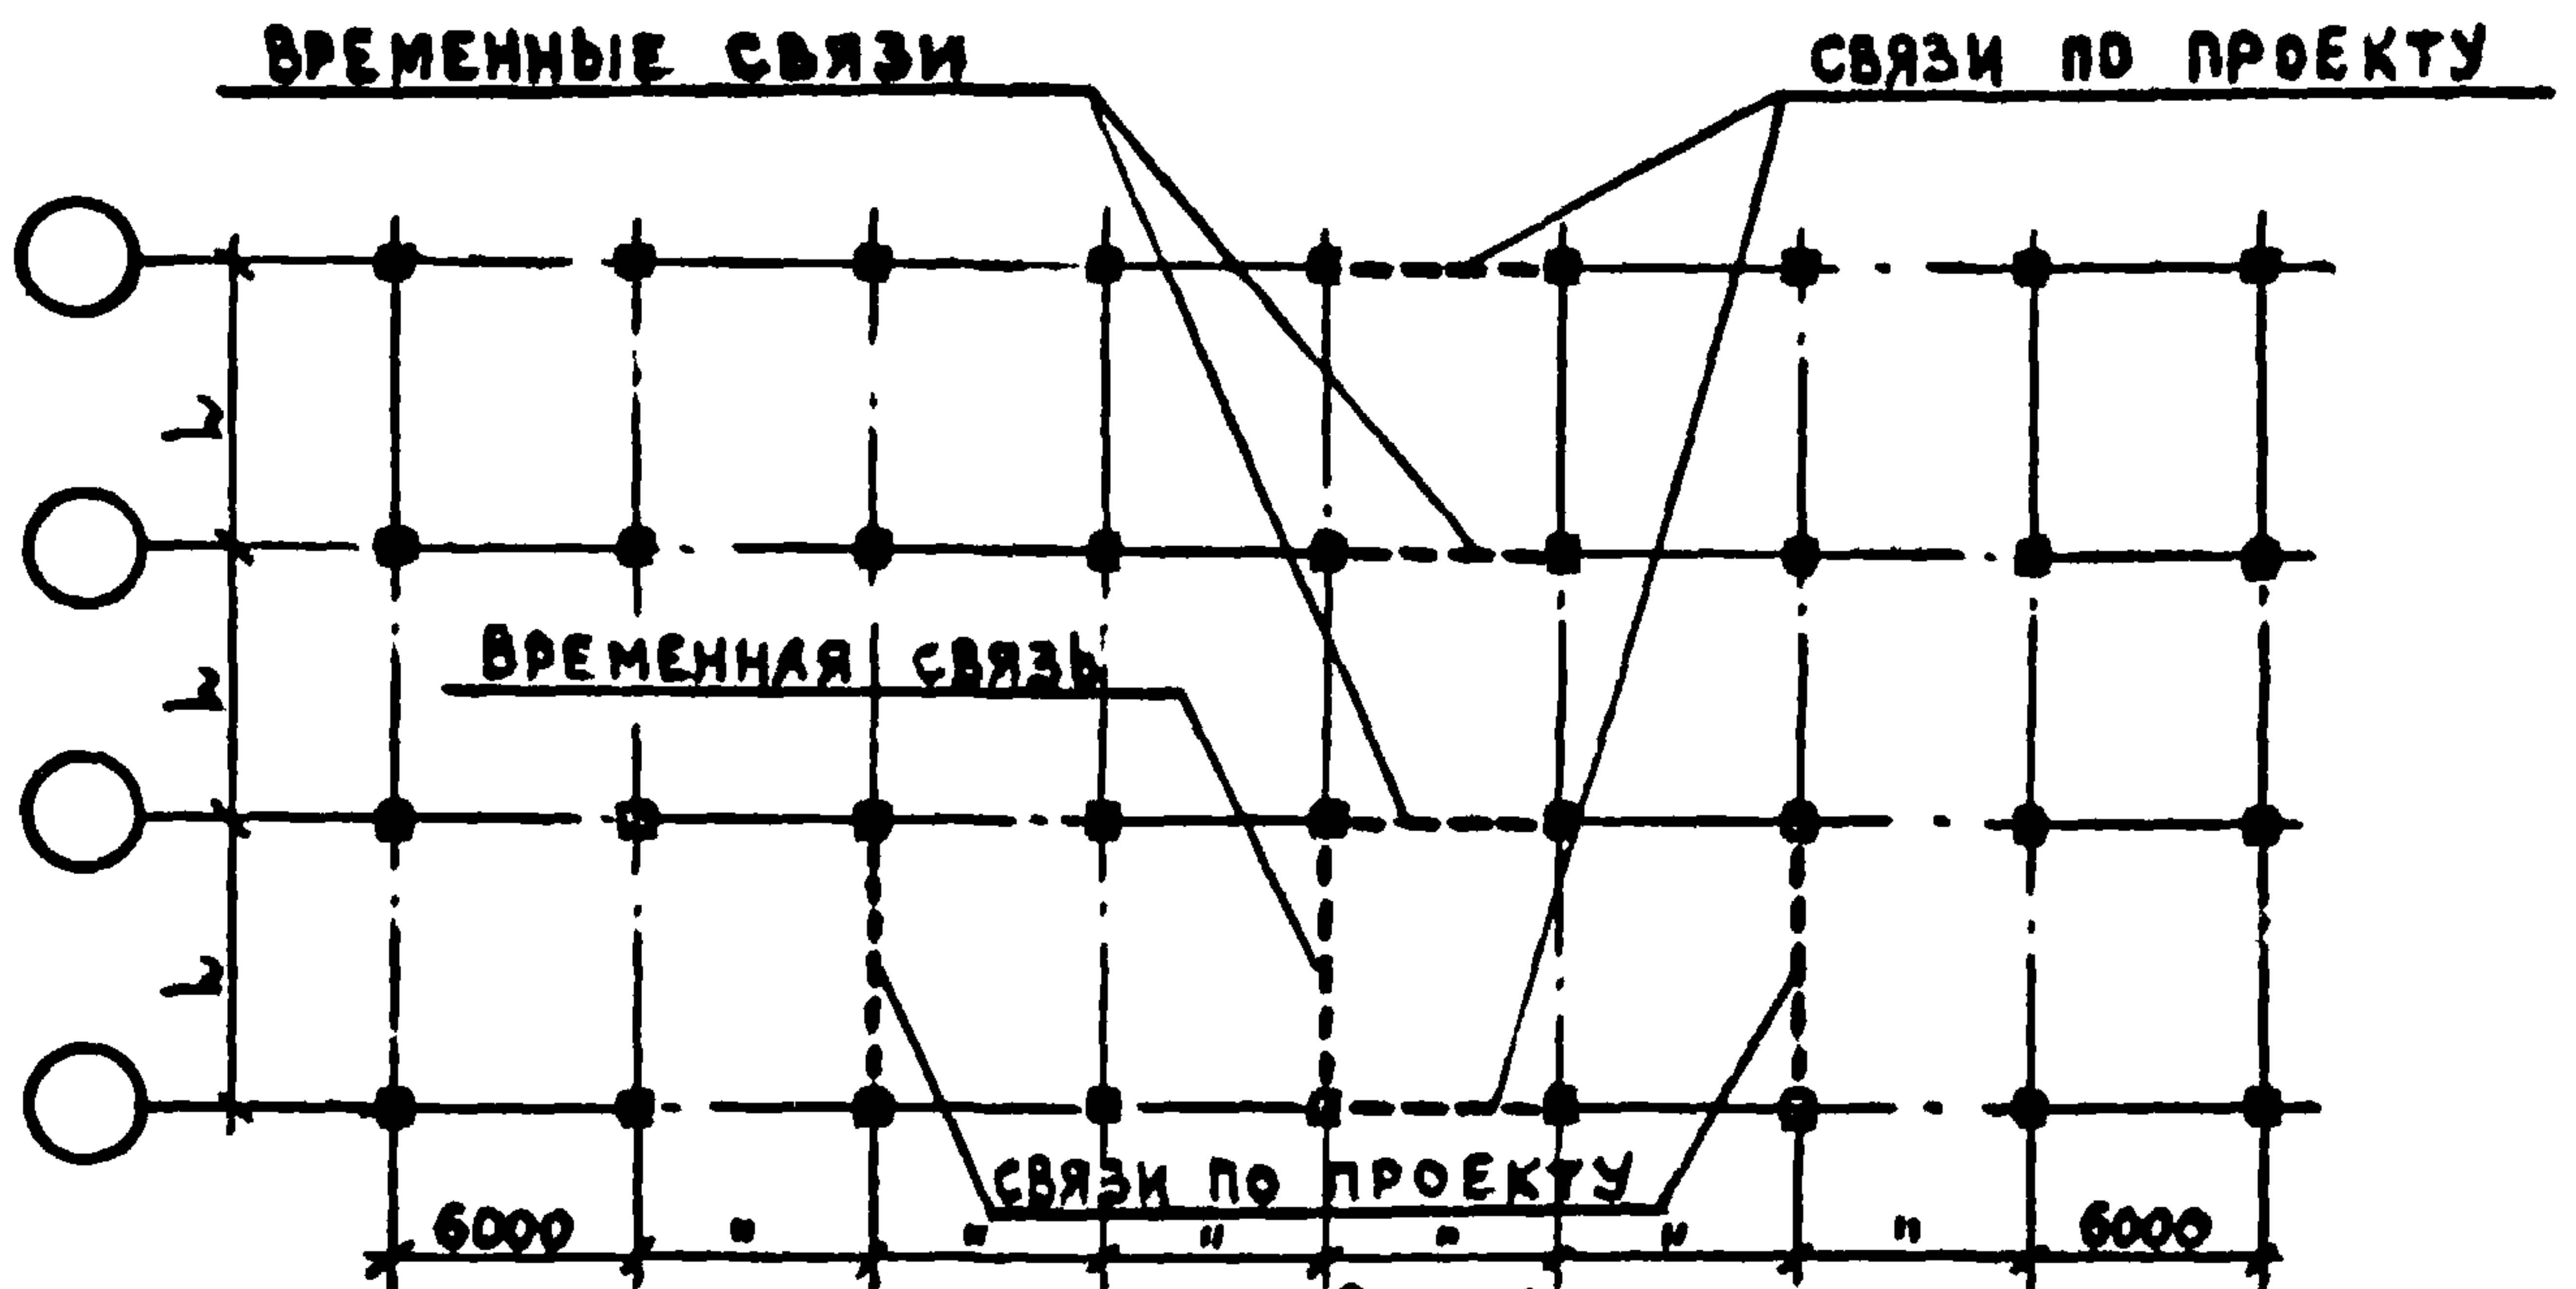 ВРЕМЕННЫЕ СВЯЗИ
СВЯЗИ ПО ПРОЕКТУ
L
L
ВРЕМЕННАЯ СВЯЗЬ
L
СВЯЗИ ПО ПРОЕКТУ
6000 " " " " " " 6000